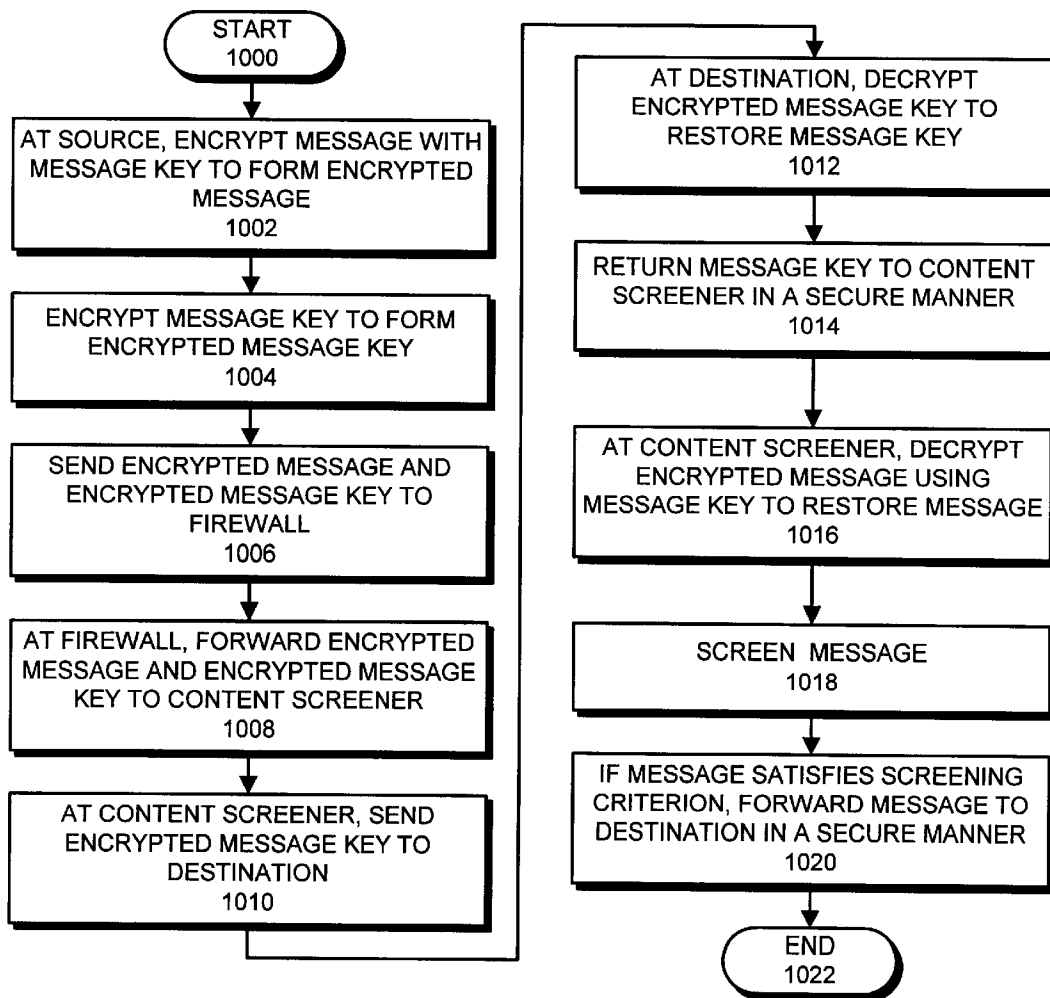 START
1000
AT SOURCE, ENCRYPT MESSAGE WITH
MESSAGE KEY TO FORM ENCRYPTED
MESSAGE
1002
ENCRYPT MESSAGE KEY TO FORM
ENCRYPTED MESSAGE KEY
1004
SEND ENCRYPTED MESSAGE AND
ENCRYPTED MESSAGE KEY TO
FIREWALL
1006
AT FIREWALL, FORWARD ENCRYPTED
MESSAGE AND ENCRYPTED MESSAGE
KEY TO CONTENT SCREENER
1008
AT CONTENT SCREENER, SEND
ENCRYPTED MESSAGE KEY TO
DESTINATION
1010
AT DESTINATION, DECRYPT
ENCRYPTED MESSAGE KEY TO
RESTORE MESSAGE KEY
1012
RETURN MESSAGE KEY TO CONTENT
SCREENER IN A SECURE MANNER
1014
AT CONTENT SCREENER, DECRYPT
ENCRYPTED MESSAGE USING
MESSAGE KEY TO RESTORE MESSAGE
1016
SCREEN MESSAGE
1018
IF MESSAGE SATISFIES SCREENING
CRITERION, FORWARD MESSAGE TO
DESTINATION IN A SECURE MANNER
1020
END
1022